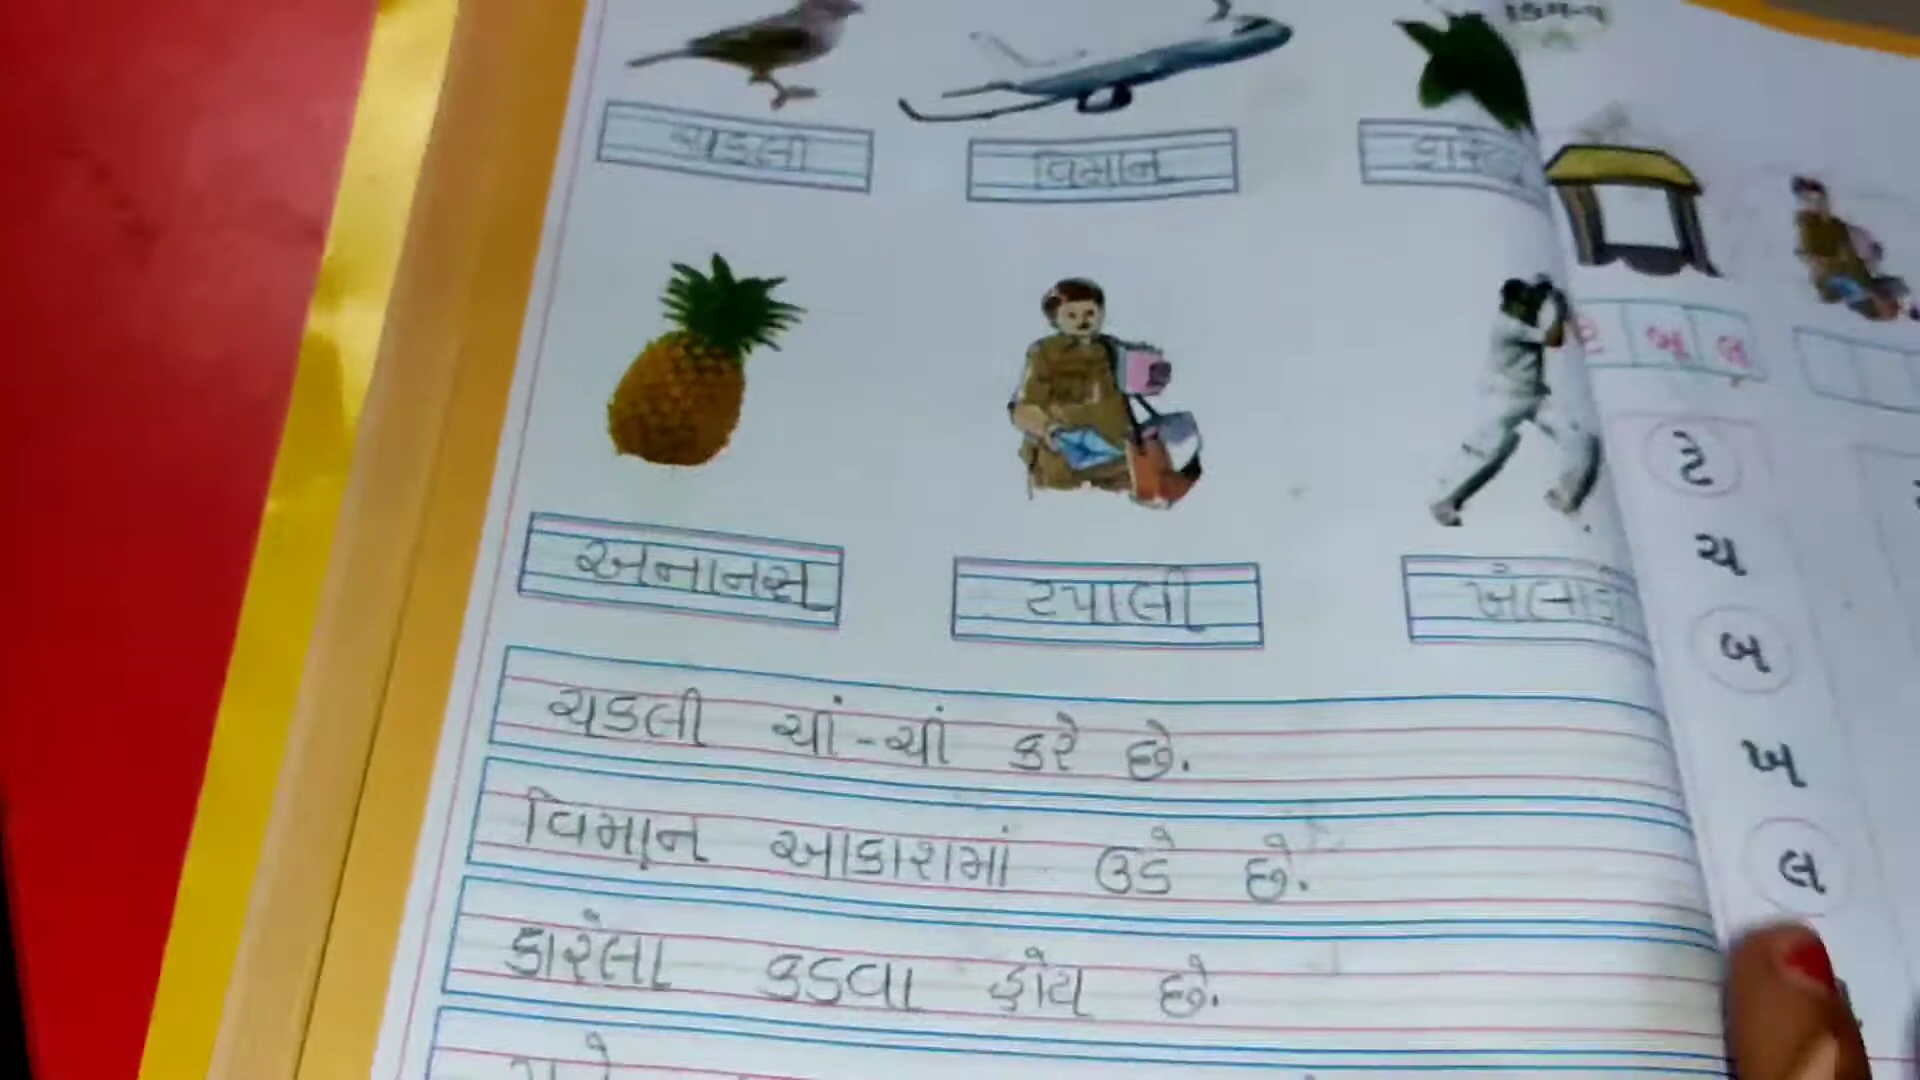 ચકલી
વિમાન
અનાનસ
ટપાલી
ચકલી ચીં-ચીં કરે છે.
વિમાન આકાશમાં ઉડે છે.
કારેલા કડવા હોય છે.
ટે બ લ
ટે
ચ
બ
ખ
લ